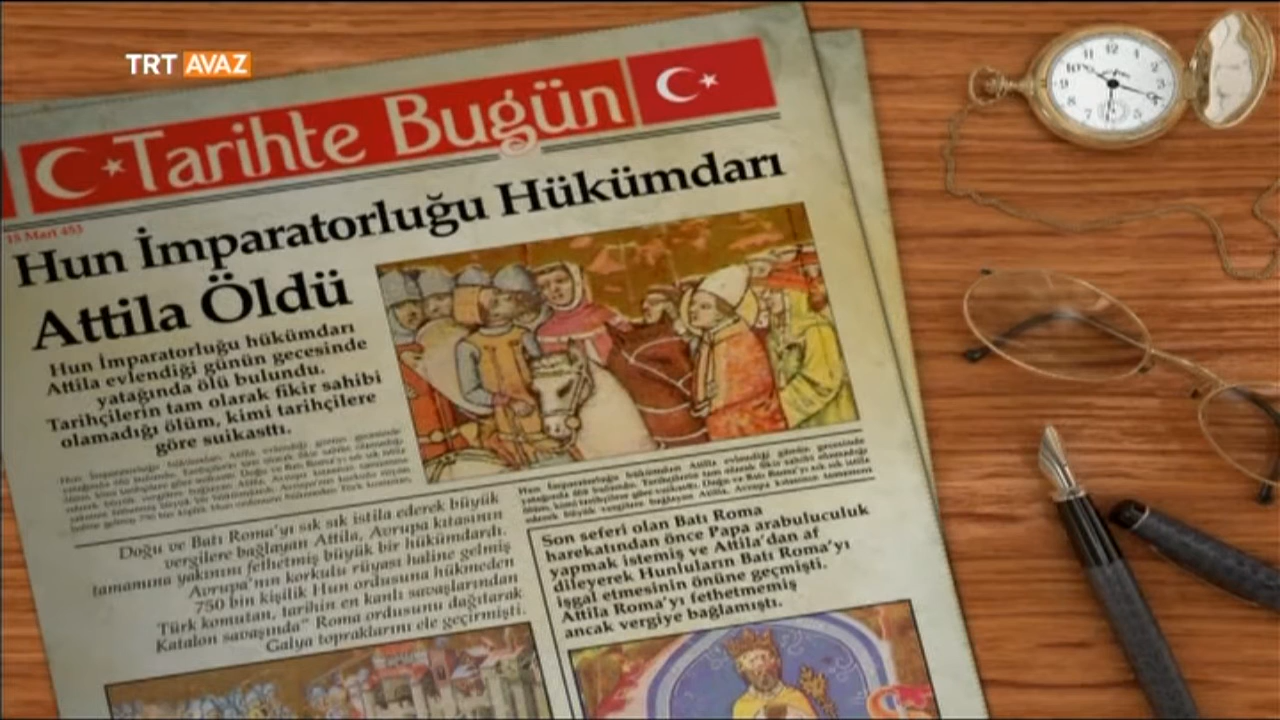 TRT AVAZ
Tarihte Bugün
15 Mart 453
Hun İmparatorluğu Hükümdarı
Attila Öldü
Hun İmparatorluğu hükümdarı
Attila evlendiği günün gecesinde
yatağında ölü bulundu.
Tarihçilerin tam olarak fikir sahibi
olamadığı ölüm, kimi tarihçilere
göre suikasttı.
Doğu ve Batı Roma'yı sık sık istila ederek büyük
vergilere bağlayan Attila, Avrupa kıtasının
tamamına yakınını fethetmiş büyük bir hükümdardı.
Avrupa'nın korkulu rüyası haline gelmiş
750 bin kişilik Hun ordusuna hükmeden
Türk komutan, tarihin en kanlı savaşlarından
Katalon savaşında" Roma ordusunu dağıtarak
Galya topraklarını ele geçirmişti.
Son seferi olan Batı Roma
harekatından önce Papa arabuluculuk
yapmak istemiş ve Attila'dan af
dileyerek Hunluların Batı Roma'yı
işgal etmesinin önüne geçmişti.
Attila Roma'yı fethetmemiş
ancak vergiye bağlamıştı.